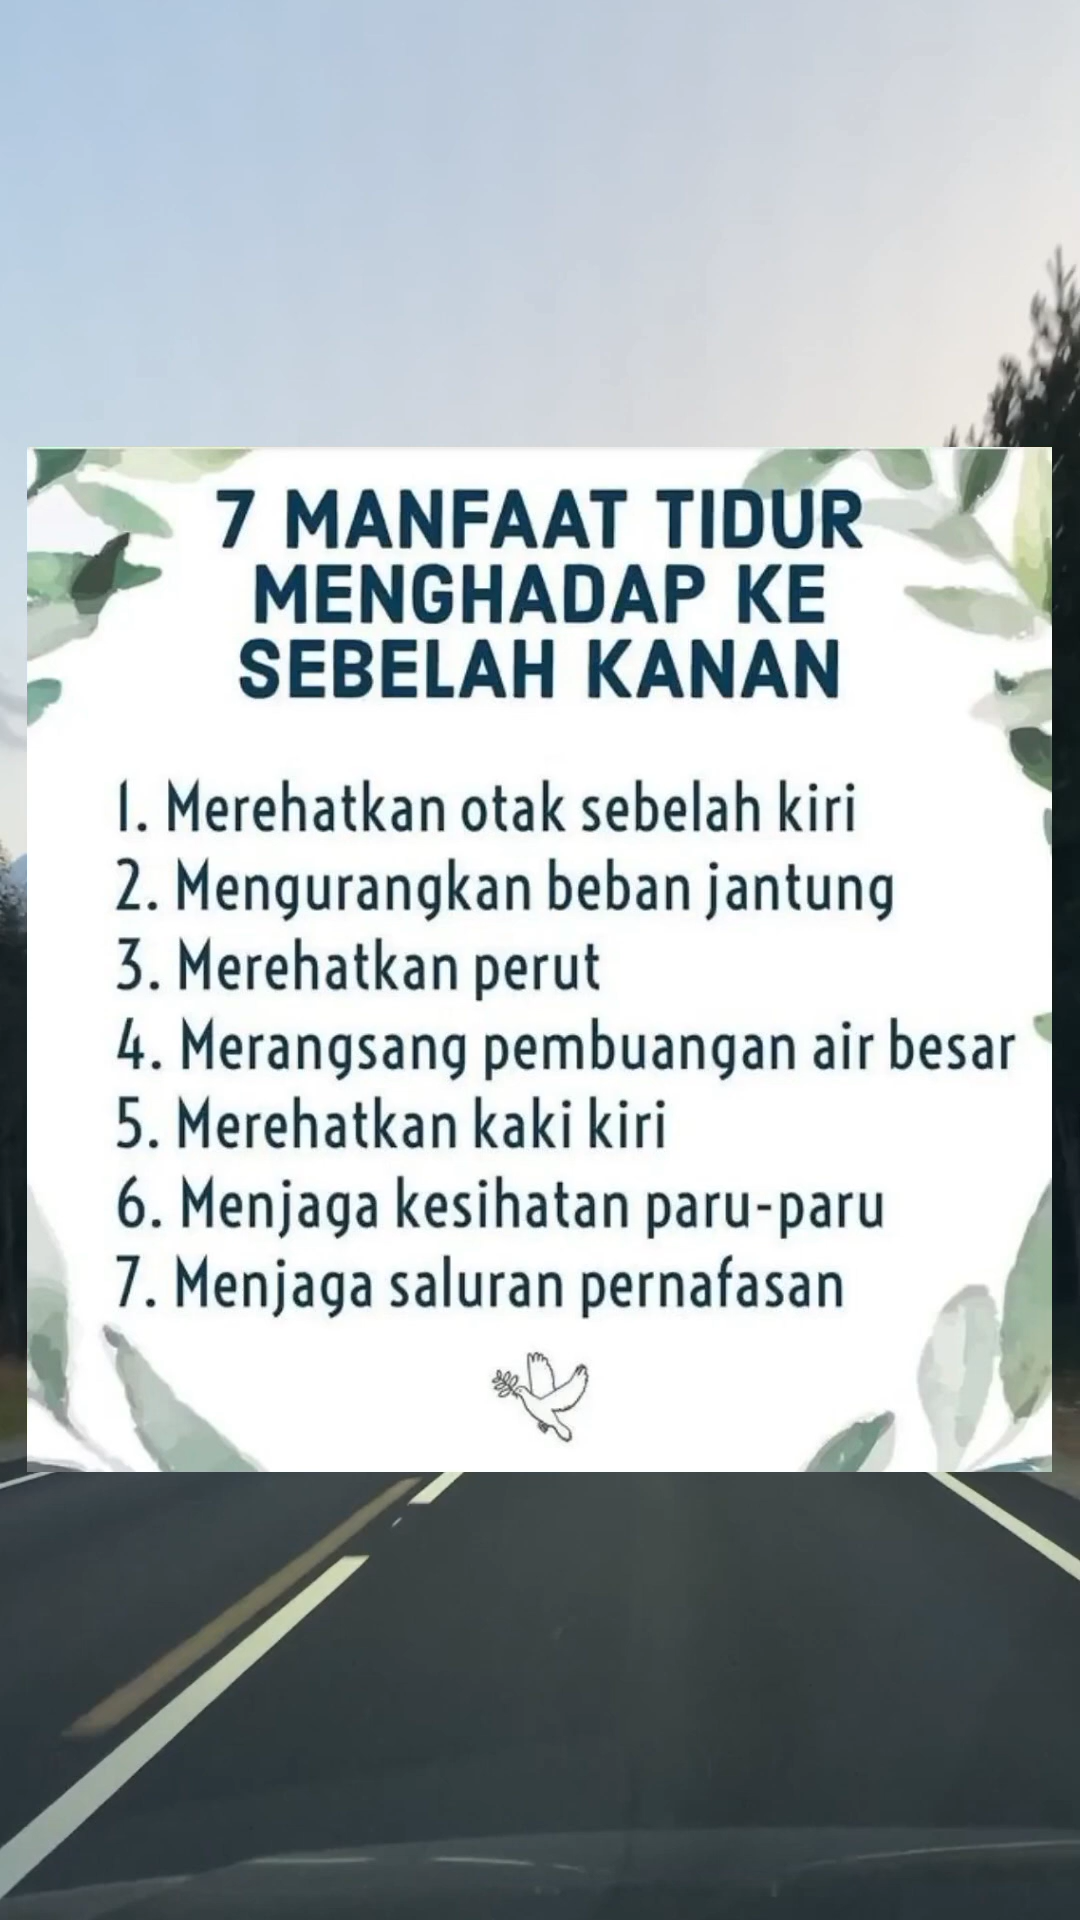 7 MANFAAT TIDUR
MENGHADAP KE
SEBELAH KANAN
1. Merehatkan otak sebelah kiri
2. Mengurangkan beban jantung
3. Merehatkan perut
4. Merangsang pembuangan air besar
5. Merehatkan kaki kiri
6. Menjaga kesihatan paru-paru
7. Menjaga saluran pernafasan